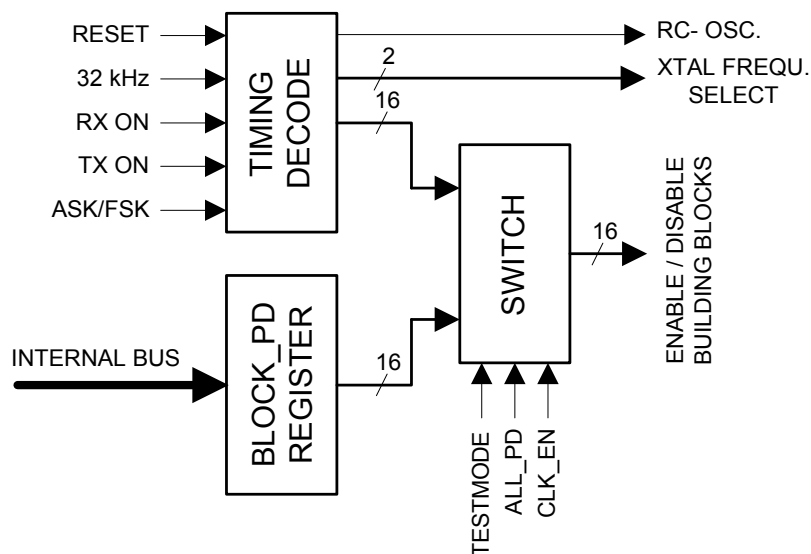 RESET
32 kHz
RX ON
TX ON
ASK/FSK
TIMING
DECODE
2
16
RC- OSC.
XTAL FREQU.
SELECT
SWITCH
16
ENABLE / DISABLE
BUILDING BLOCKS
INTERNAL BUS
BLOCK_PD
REGISTER
16
TESTMODE
ALL_PD
CLK_EN